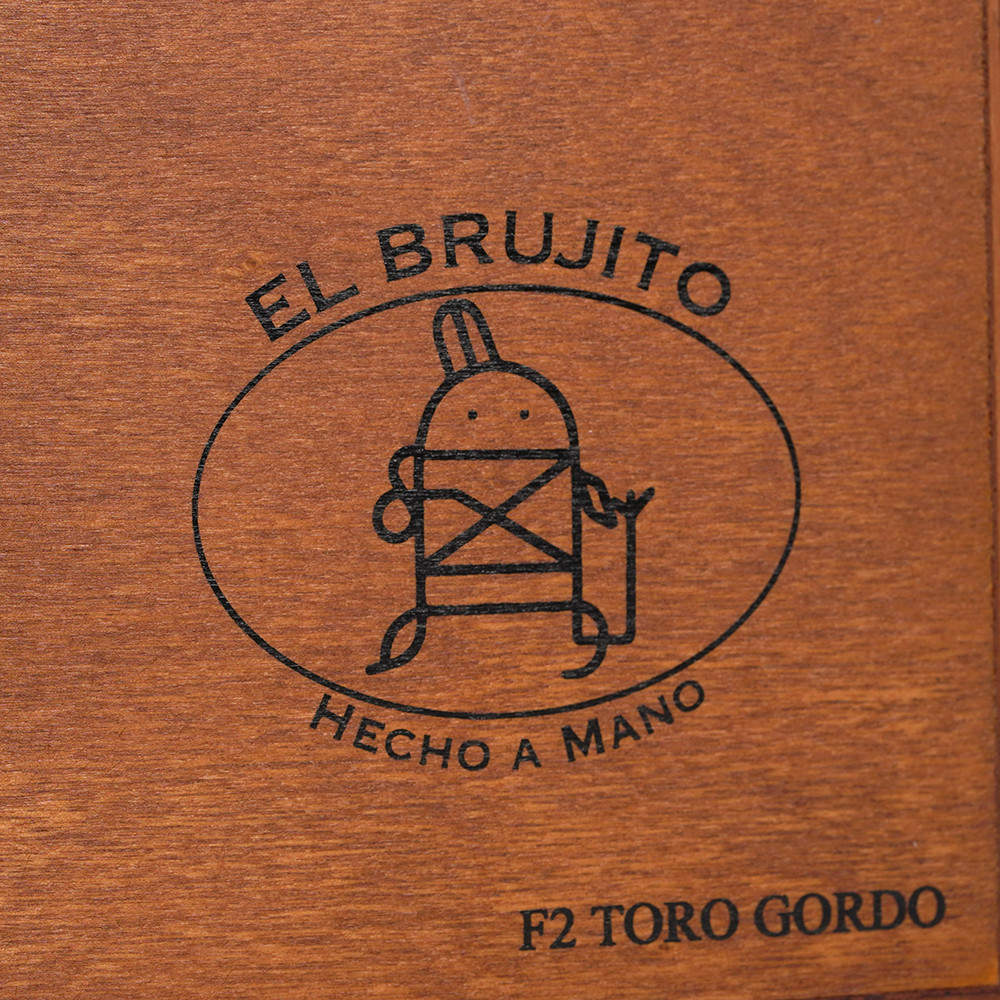 EL BRUJITO
HECHO A MANO
F2 TORO GORDO